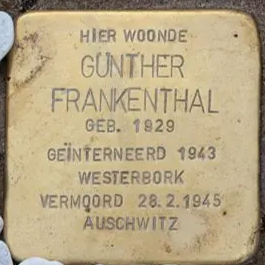 HIER WOONDE
GÜNTHER
FRANKENTHAL
GEB. 1929
GEÏNTERNEERD 1943
WESTERBORK
VERMOORD 28.2.1945
AUSCHWITZ